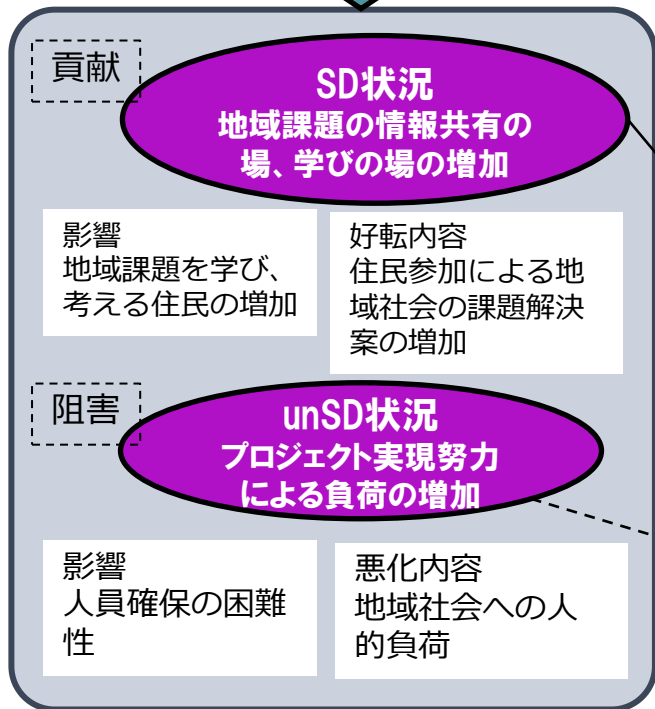 貢献
SD状況
地域課題の情報共有の
場、学びの場の増加
影響
地域課題を学び、
考える住民の増加
好転内容
住民参加による地
域社会の課題解決
案の増加
阻害
unSD状況
プロジェクト実現努力
による負荷の増加
影響
人員確保の困難
性
悪化内容
地域社会への人
的負荷